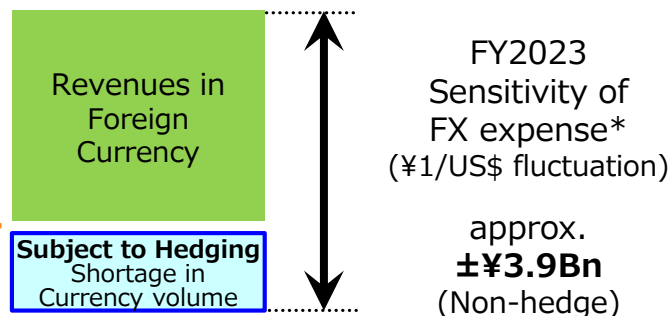 Revenues in
Foreign
Currency
Subject to Hedging
Shortage in
Currency volume
FY2023
Sensitivity of
FX expense*
(¥1/US$ fluctuation)
approx.
±¥3.9Bn
(Non-hedge)